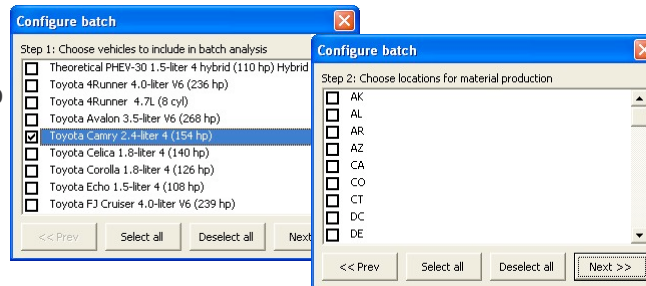 Configure batch
Step 1: Choose vehicles to include in batch analysis
Theoretical PHEV-30 1.5-liter 4 hybrid (110 hp) Hybrid
Toyota 4Runner 4.0-liter V6 (236 hp)
Toyota 4Runner 4.7L (8 cyl)
Toyota Avalon 3.5-liter V6 (268 hp)
Toyota Camry 2.4-liter 4 (154 hp)
Toyota Celica 1.8-liter 4 (140 hp)
Toyota Corolla 1.8-liter 4 (126 hp)
Toyota Echo 1.5-liter 4 (108 hp)
Toyota FJ Cruiser 4.0-liter V6 (239 hp)
<< Prev Select all Deselect all Next
Configure batch
Step 2: Choose locations for material production
AK
AL
AR
AZ
CA
CO
CT
DC
DE
<< Prev Select all Deselect all Next >>